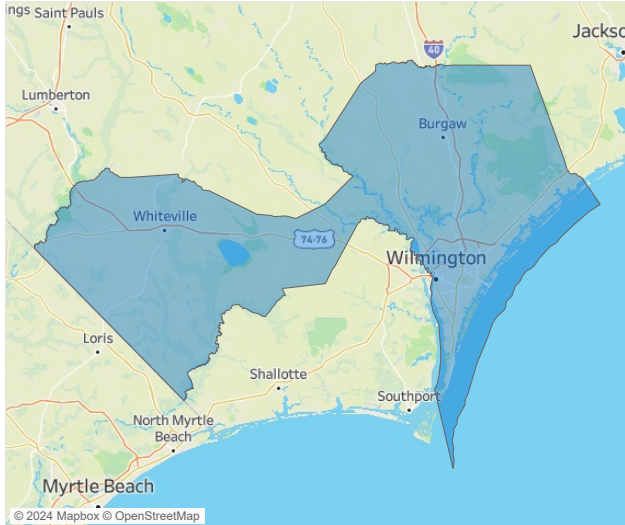 ngs
Saint Pauls
Jackso
40
Lumberton
Burgaw
Whiteville
74-76
Wilmington
Loris
Shallotte
Southport
North Myrtle
Beach
Myrtle Beach
© 2024 Mapbox © OpenStreetMap